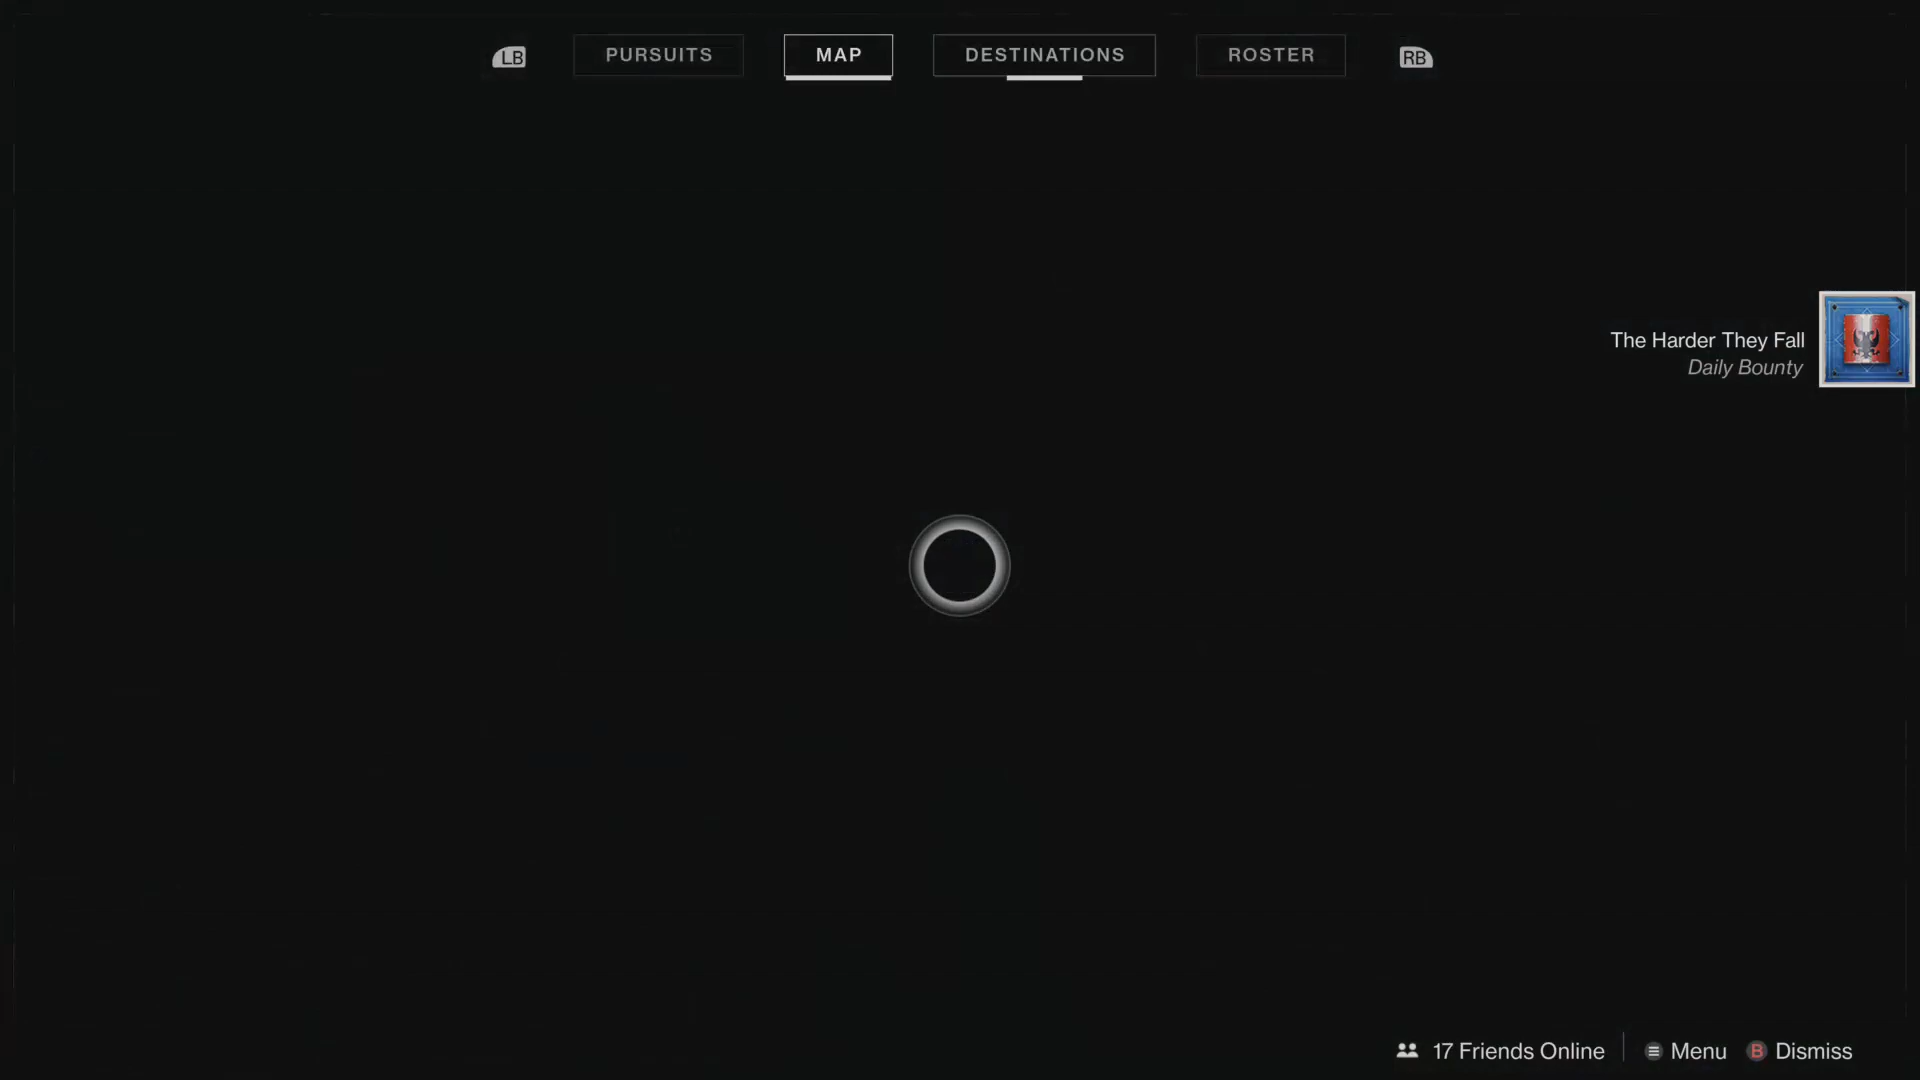 LB
PURSUITS
MAP
DESTINATIONS
ROSTER
RB
The Harder They Fall
Daily Bounty
17 Friends Online
Menu
B
Dismiss